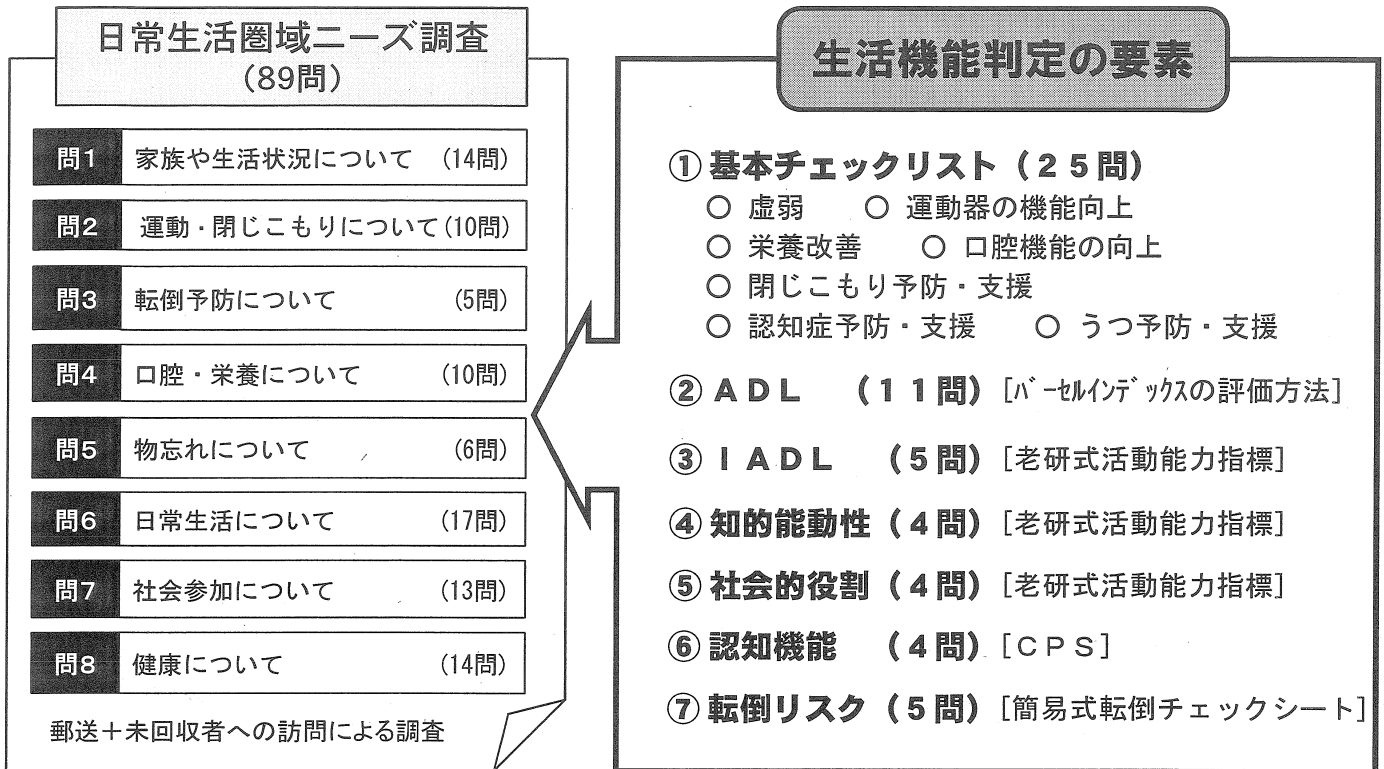 日常生活圏域ニーズ調査
(89問)
問1 家族や生活状況について (14問)
問2 運動・閉じこもりについて(10問)
問3 転倒予防について (5問)
問4 口腔・栄養について (10問)
問5 物忘れについて (6問)
問6 日常生活について (17問)
問7 社会参加について (13問)
問8 健康について (14問)
郵送＋未回収者への訪問による調査
生活機能判定の要素
①基本チェックリスト（２５問）
○ 虚弱 ○ 運動器の機能向上
○ 栄養改善 ○ 口腔機能の向上
○ 閉じこもり予防・支援
○ 認知症予防・支援 ○ うつ予防・支援
②ＡＤＬ （１１問）[ﾊﾞｰｾﾙｲﾝﾃﾞｯｸｽの評価方法]
③ＩＡＤＬ （５問）[老研式活動能力指標]
④知的能動性（４問）[老研式活動能力指標]
⑤社会的役割（４問）[老研式活動能力指標]
⑥認知機能 （４問）[ＣＰＳ]
⑦転倒リスク（５問）[簡易式転倒チェックシート]